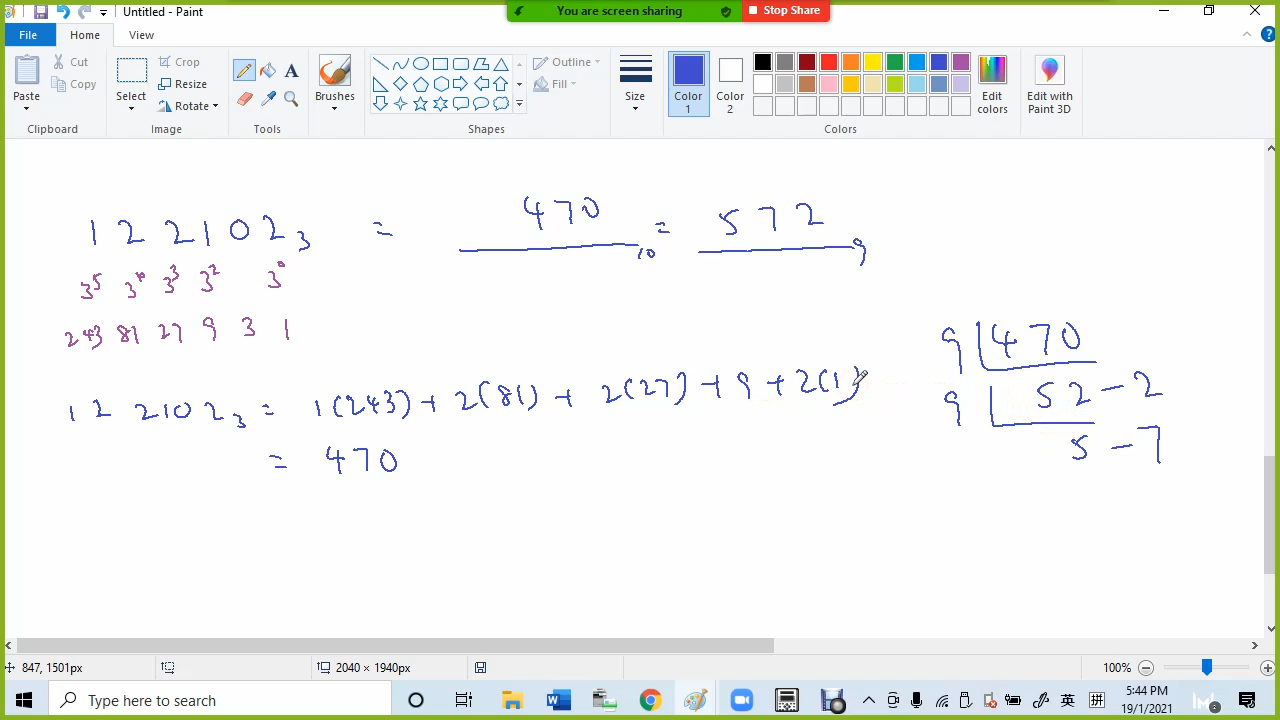 Untitled - Paint
You are screen sharing
Stop Share
File Home View
Paste Cut Copy
Clipboard
Select Crop Resize Rotate
Image
Tools
Brushes
Outline Fill
Shapes
Size
Color 1
Color 2
Edit colors
Colors
Edit with Paint 3D
122102₃ = 470₁₀ = 572₉
3⁵ 3⁴ 3³ 3² 3⁰
243 81 27 9 3 1
122102₃ = 1(243) + 2(81) + 2(27) + 9 + 2(1)
= 470
9 470
9 52 - 2
5 - 7
847, 1501px
2040 × 1940px
100%
Type here to search
英
拼
5:44 PM
19/1/2021